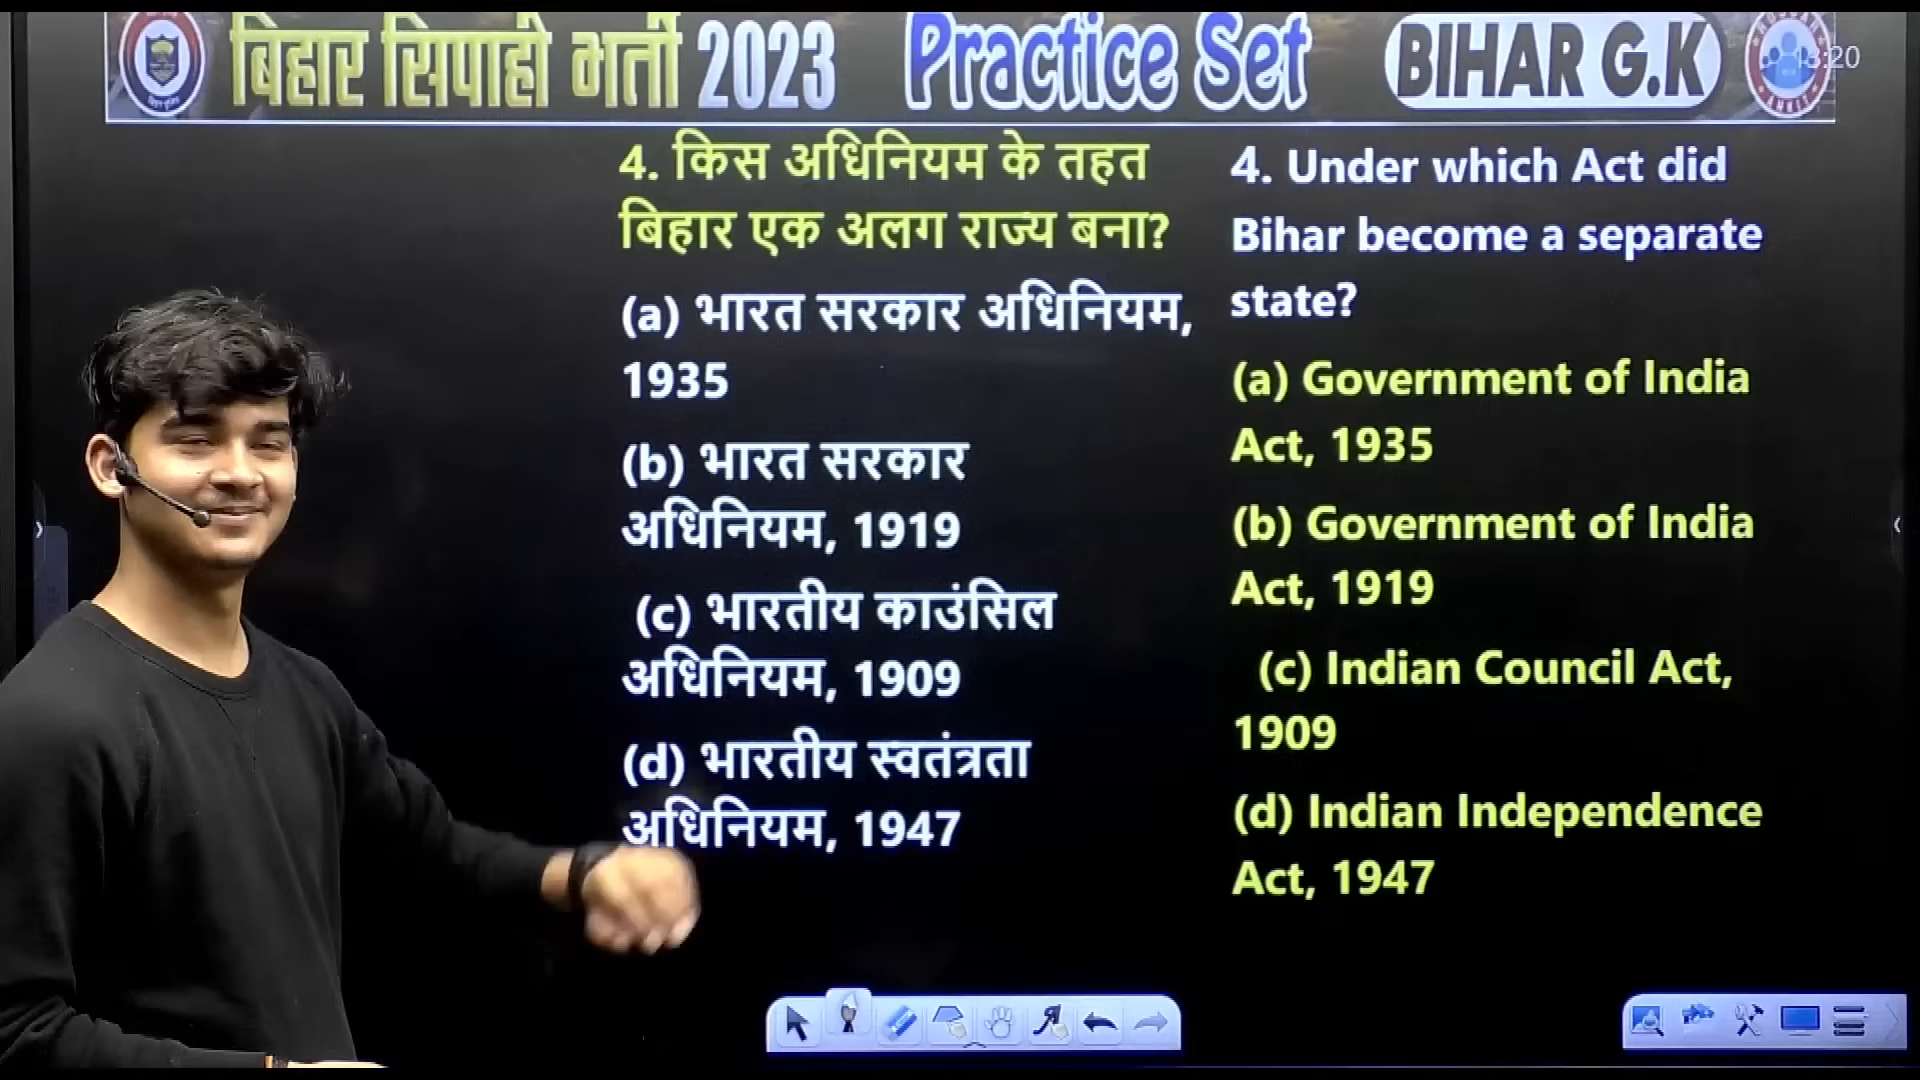 बिहार सिपाही भर्ती 2023 Practice Set BIHAR G.K
4. किस अधिनियम के तहत
बिहार एक अलग राज्य बना?
(a) भारत सरकार अधिनियम,
1935
(b) भारत सरकार
अधिनियम, 1919
(c) भारतीय काउंसिल
अधिनियम, 1909
(d) भारतीय स्वतंत्रता
अधिनियम, 1947
4. Under which Act did
Bihar become a separate
state?
(a) Government of India
Act, 1935
(b) Government of India
Act, 1919
(c) Indian Council Act,
1909
(d) Indian Independence
Act, 1947